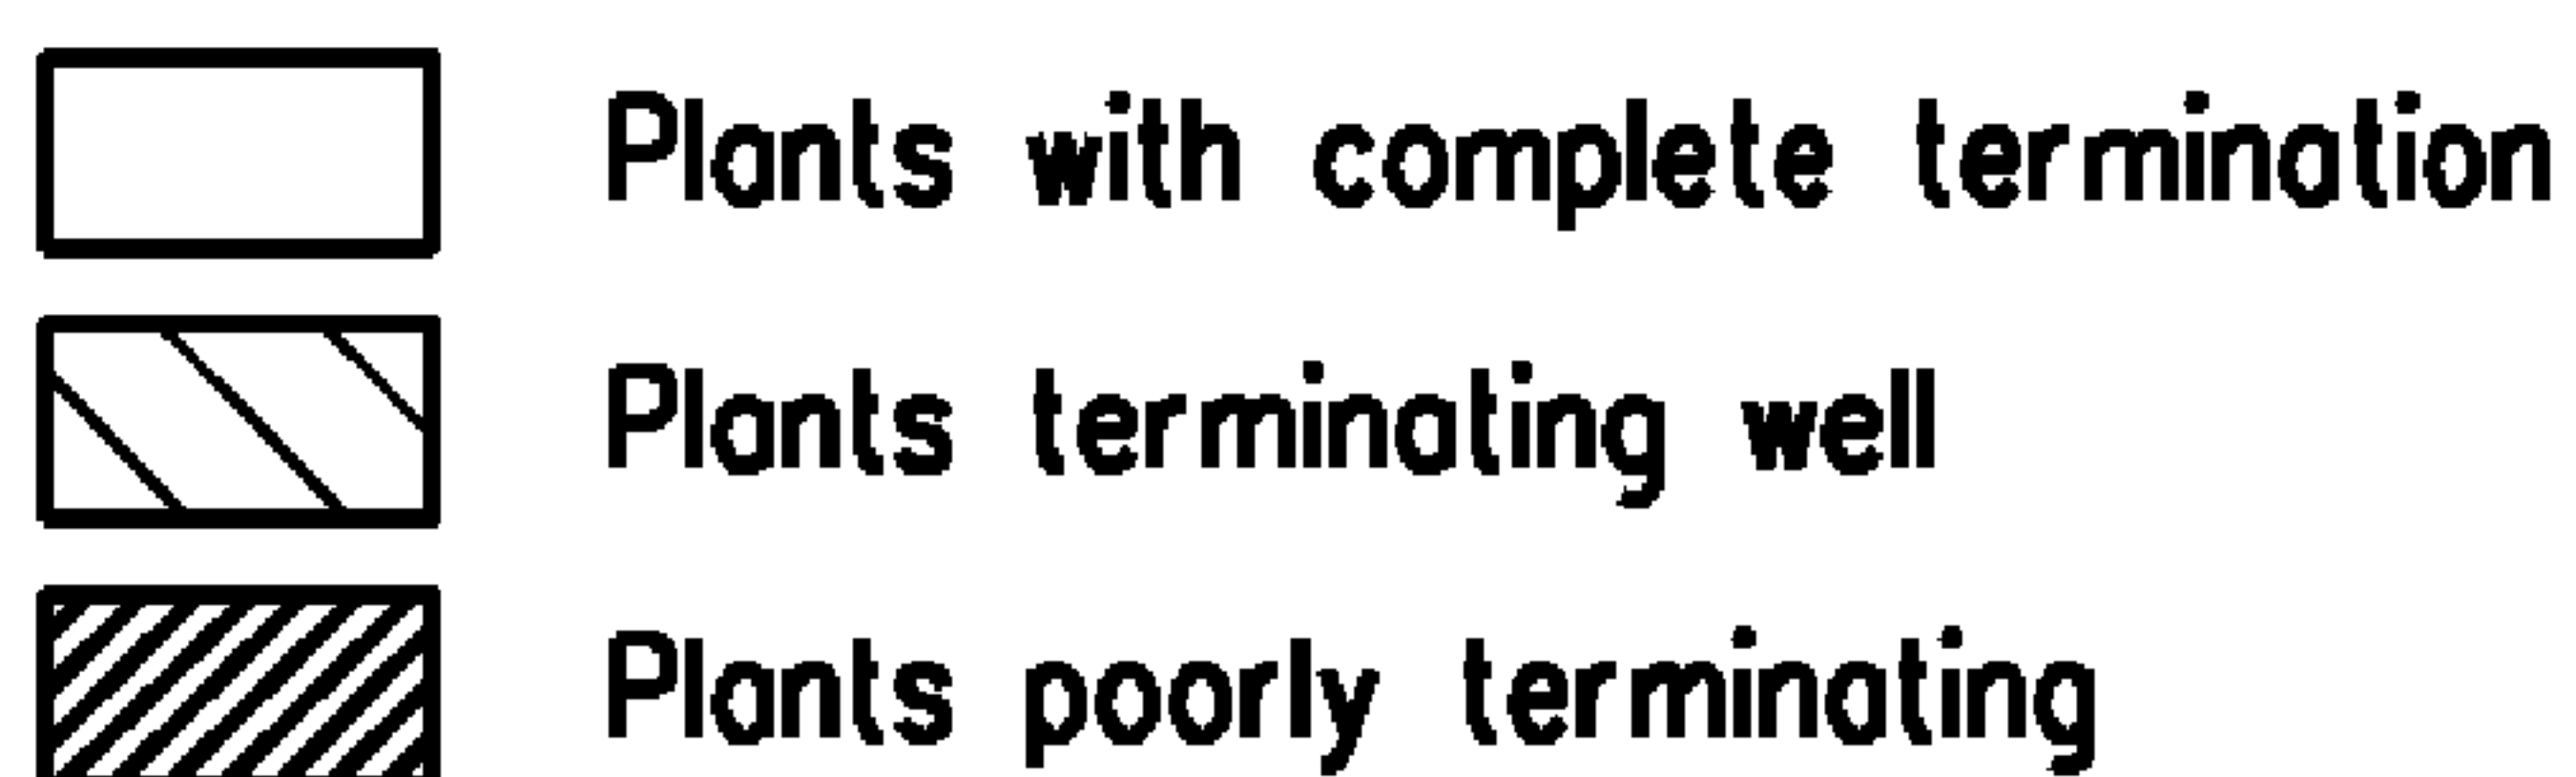 Plants with complete termination
Plants terminating well
Plants poorly terminating